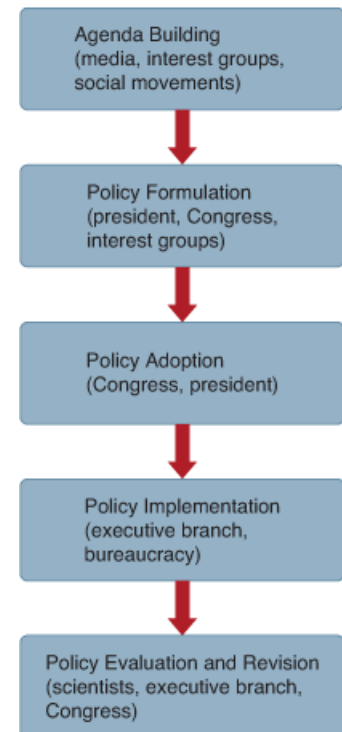 Agenda Building
(media, interest groups,
social movements)
Policy Formulation
(president, Congress,
interest groups)
Policy Adoption
(Congress, president)
Policy Implementation
(executive branch,
bureaucracy)
Policy Evaluation and Revision
(scientists, executive branch,
Congress)